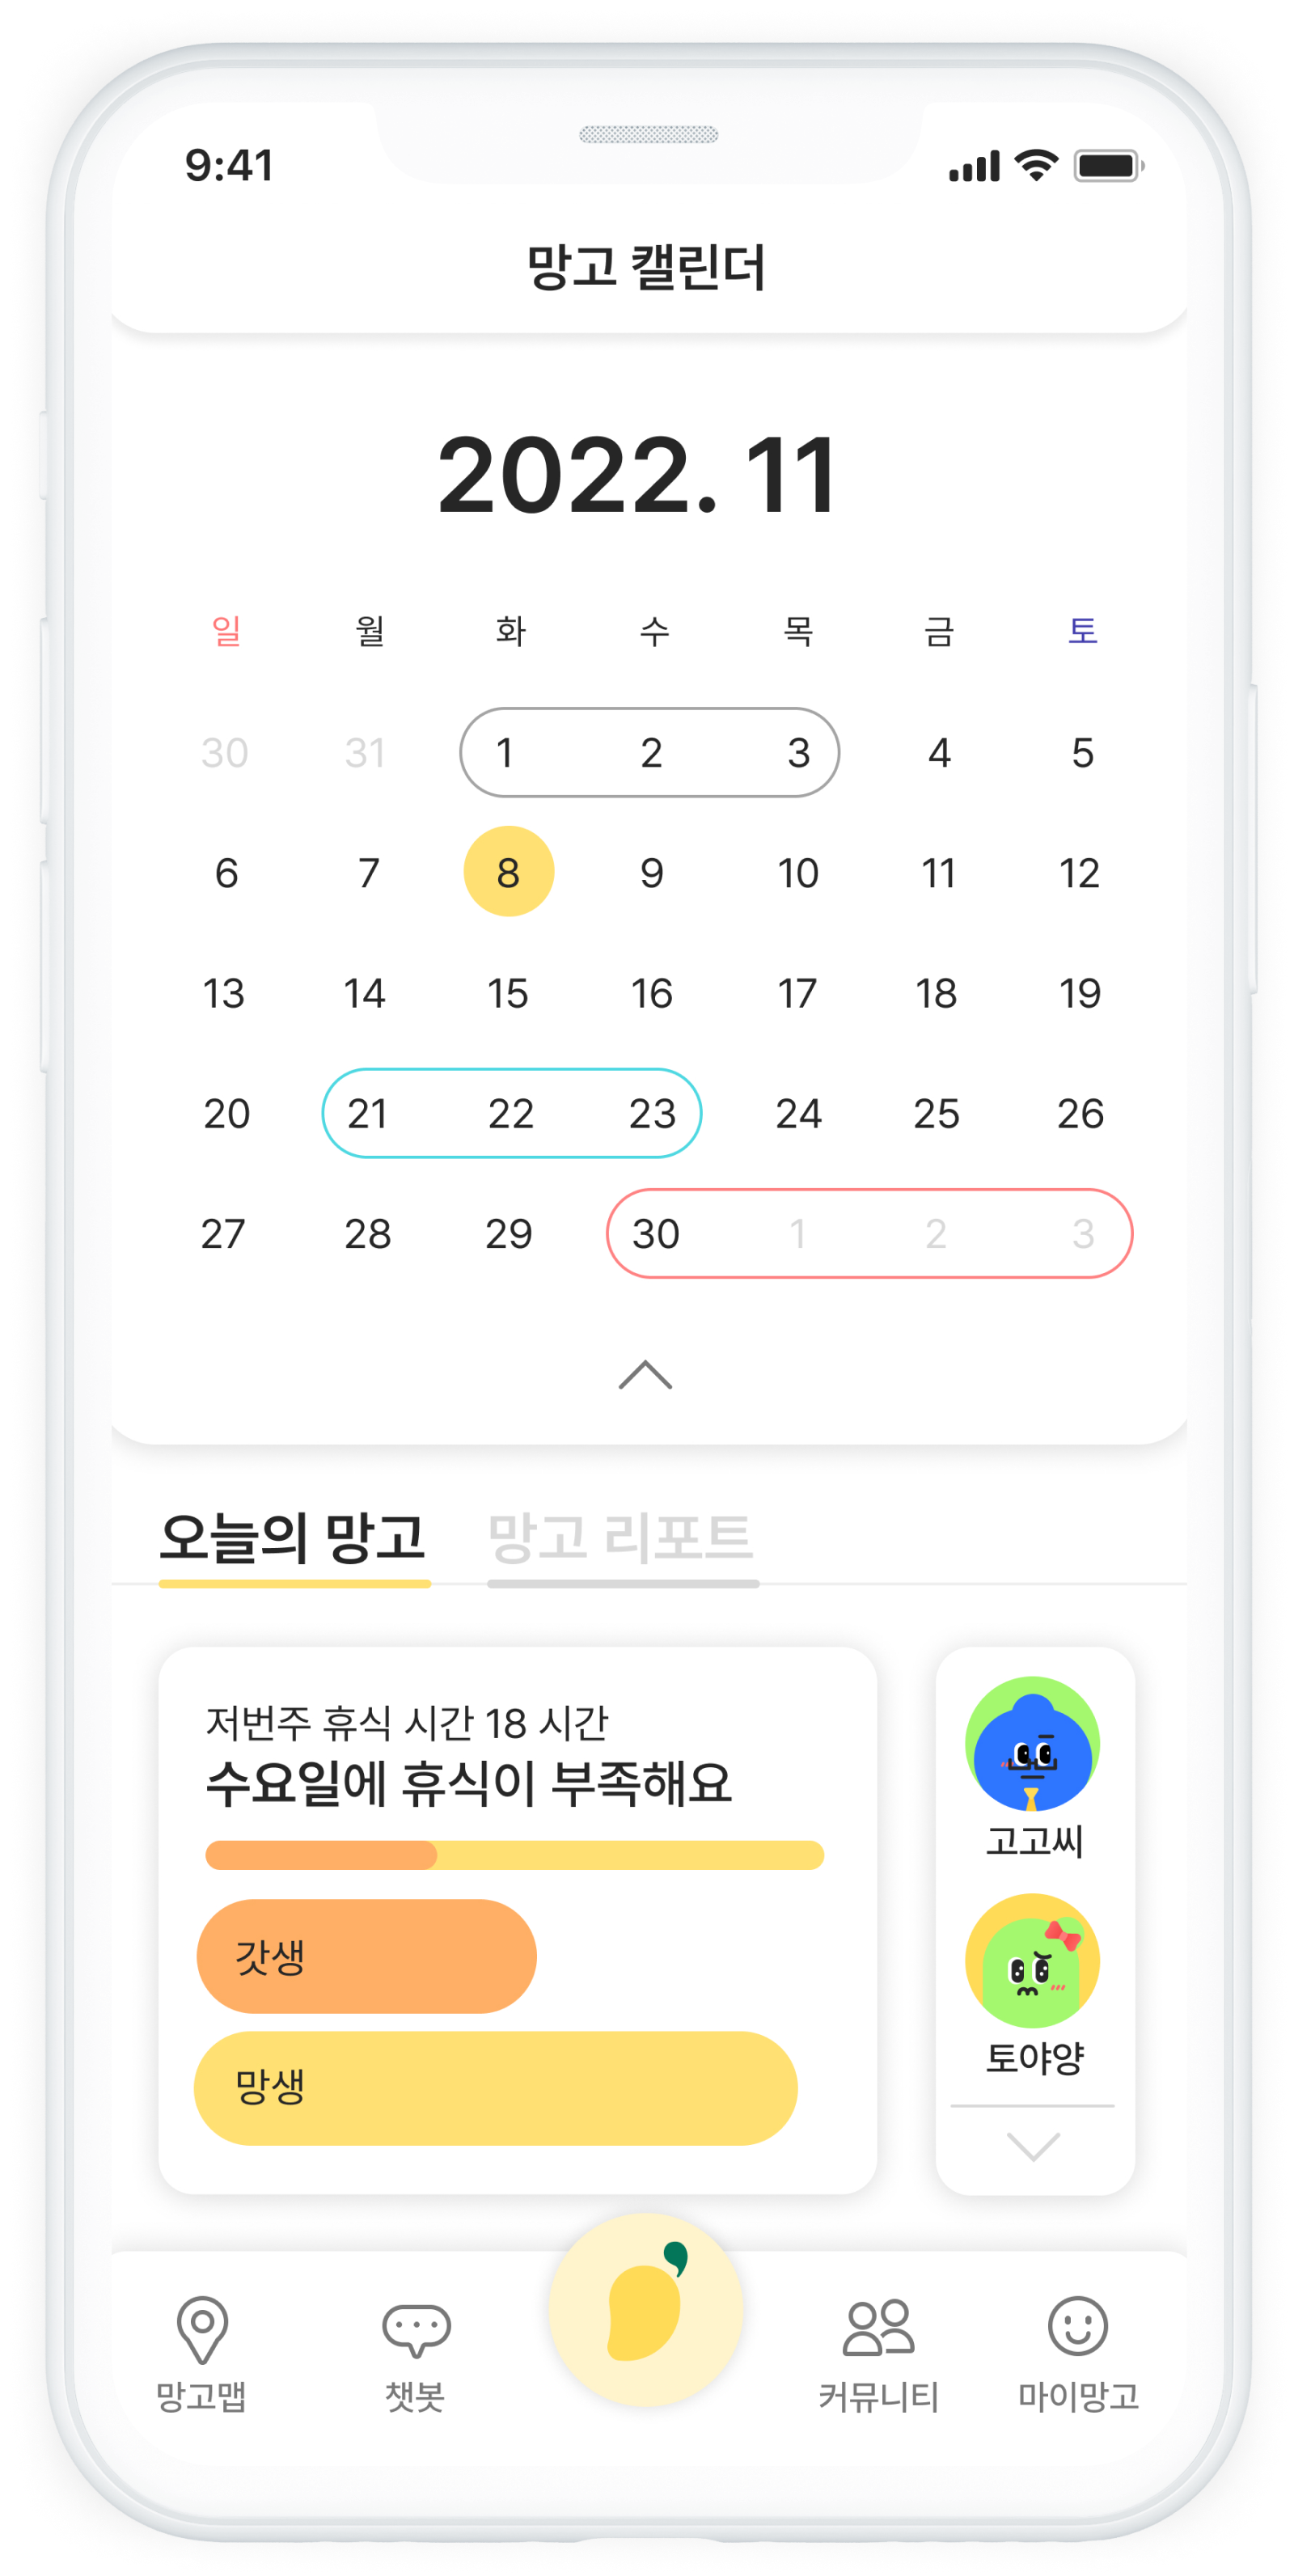 9:41
망고 캘린더
2022. 11
일 월 화 수 목 금 토
30 31 1 2 3 4 5
6 7 8 9 10 11 12
13 14 15 16 17 18 19
20 21 22 23 24 25 26
27 28 29 30 1 2 3
오늘의 망고 망고 리포트
저번주 휴식 시간 18 시간
수요일에 휴식이 부족해요
갓생
망생
고고씨
토야양
망고맵 챗봇 커뮤니티 마이망고